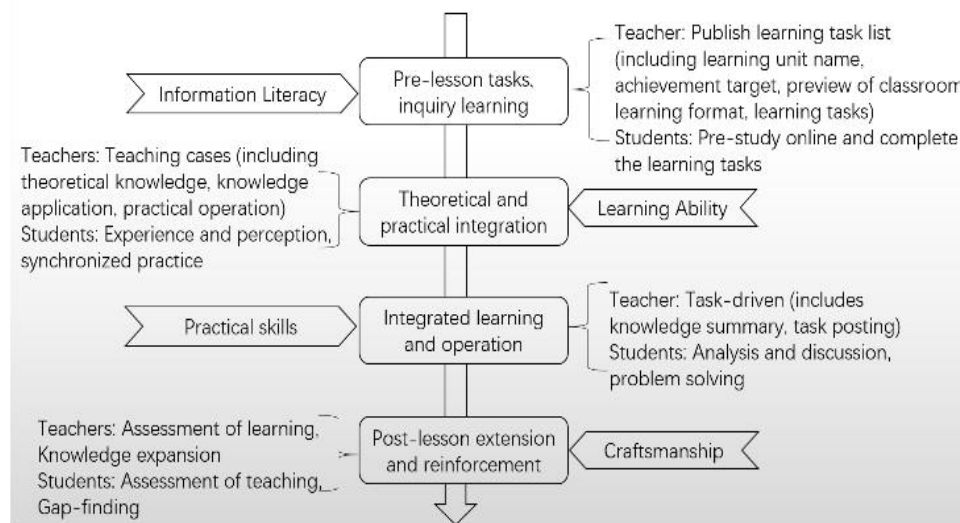 Teacher: Publish learning task list
(including learning unit name,
achievement target, preview of classroom
learning format, learning tasks)
Students: Pre-study online and complete
the learning tasks
Information Literacy
Pre-lesson tasks,
inquiry learning
Teachers: Teaching cases (including
theoretical knowledge, knowledge
application, practical operation)
Students: Experience and perception,
synchronized practice
Theoretical and
practical integration
Learning Ability
Practical skills
Integrated learning
and operation
Teacher: Task-driven (includes
knowledge summary, task posting)
Students: Analysis and discussion,
problem solving
Teachers: Assessment of learning,
Knowledge expansion
Students: Assessment of teaching,
Gap-finding
Post-lesson extension
and reinforcement
Craftsmanship